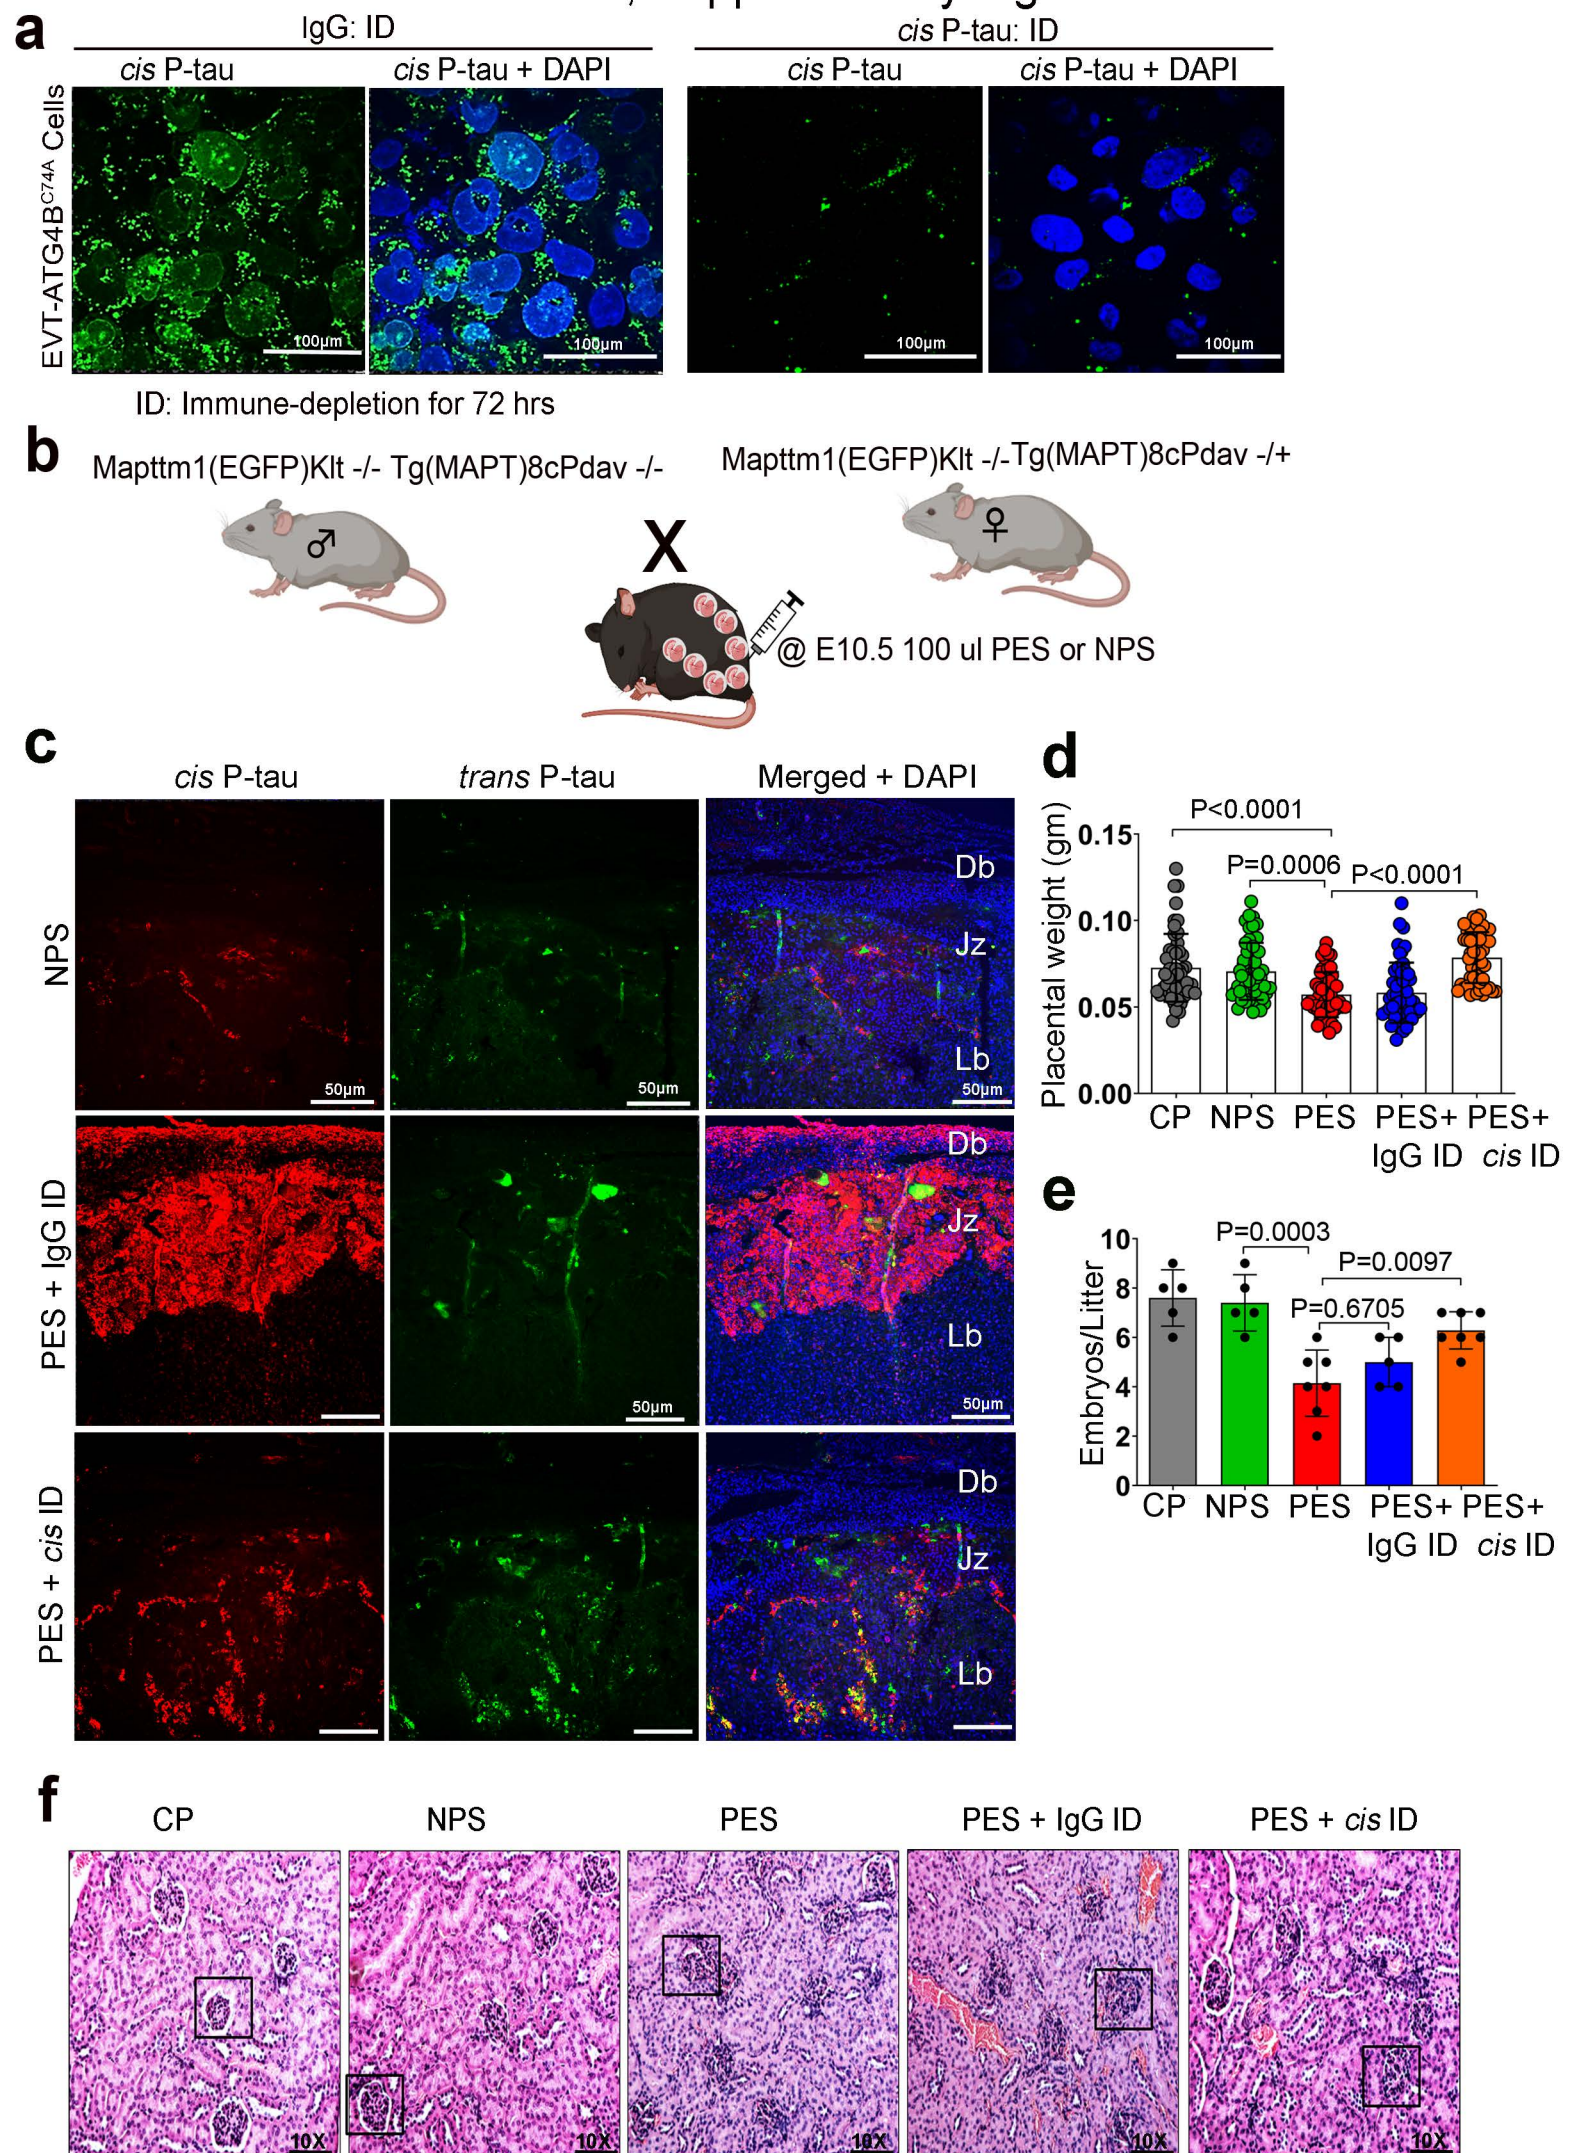 a
IgG: ID
cis P-tau: ID
cis P-tau
cis P-tau + DAPI
cis P-tau
cis P-tau + DAPI
EVT-ATG4BC74A Cells
100µm
100µm
100µm
100µm
ID: Immune-depletion for 72 hrs
b
Mapttm1(EGFP)Klt -/- Tg(MAPT)8cPdav -/-
Mapttm1(EGFP)Klt -/-Tg(MAPT)8cPdav -/+
♂
♀
X
@ E10.5 100 ul PES or NPS
c
cis P-tau
trans P-tau
Merged + DAPI
NPS
Db
Jz
Lb
50µm
50µm
50µm
PES + IgG ID
Db
Jz
Lb
50µm
50µm
PES + cis ID
Db
Jz
Lb
d
Placental weight (gm)
P<0.0001
P=0.0006
P<0.0001
0.15
0.10
0.05
0.00
CP
NPS
PES
PES+
IgG ID
PES+
cis ID
e
Embryos/Litter
P=0.0003
P=0.0097
P=0.6705
10
8
6
4
2
0
CP
NPS
PES
PES+
IgG ID
PES+
cis ID
f
CP
NPS
PES
PES + IgG ID
PES + cis ID
10X
10X
10X
10X
10X